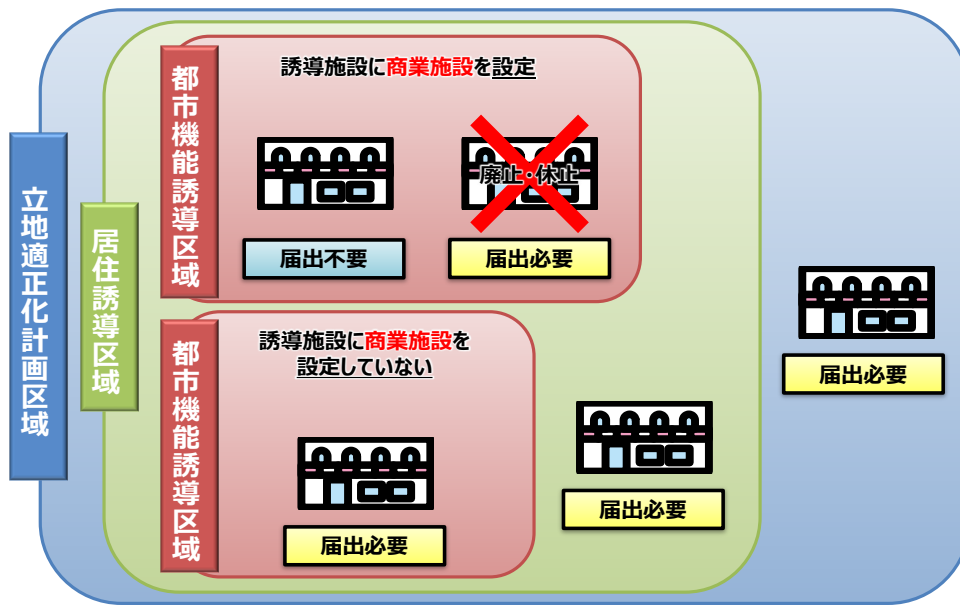 立地適正化計画区域
居住誘導区域
都市機能誘導区域
誘導施設に商業施設を設定
届出不要
廃止・休止
届出必要
都市機能誘導区域
誘導施設に商業施設を
設定していない
届出必要
届出必要
届出必要